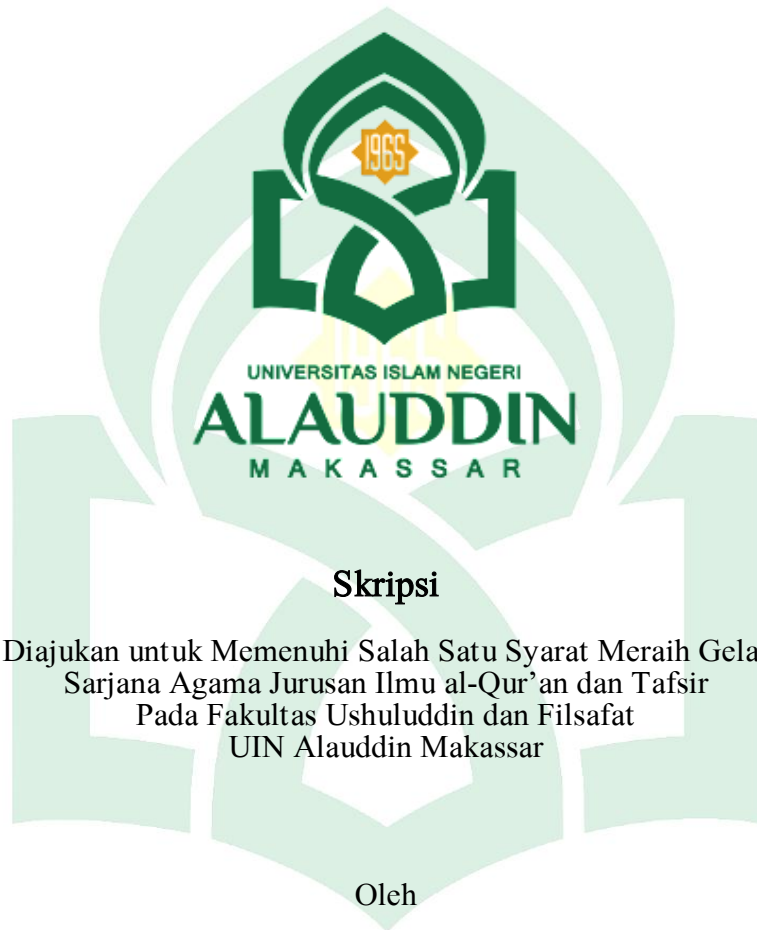 1965
UNIVERSITAS ISLAM NEGERI
ALAUDDIN
MAKASSAR
Skripsi
Diajukan untuk Memenuhi Salah Satu Syarat Meraih Gela
Sarjana Agama Jurusan Ilmu al-Qur’an dan Tafsir
Pada Fakultas Ushuluddin dan Filsafat
UIN Alauddin Makassar
Oleh